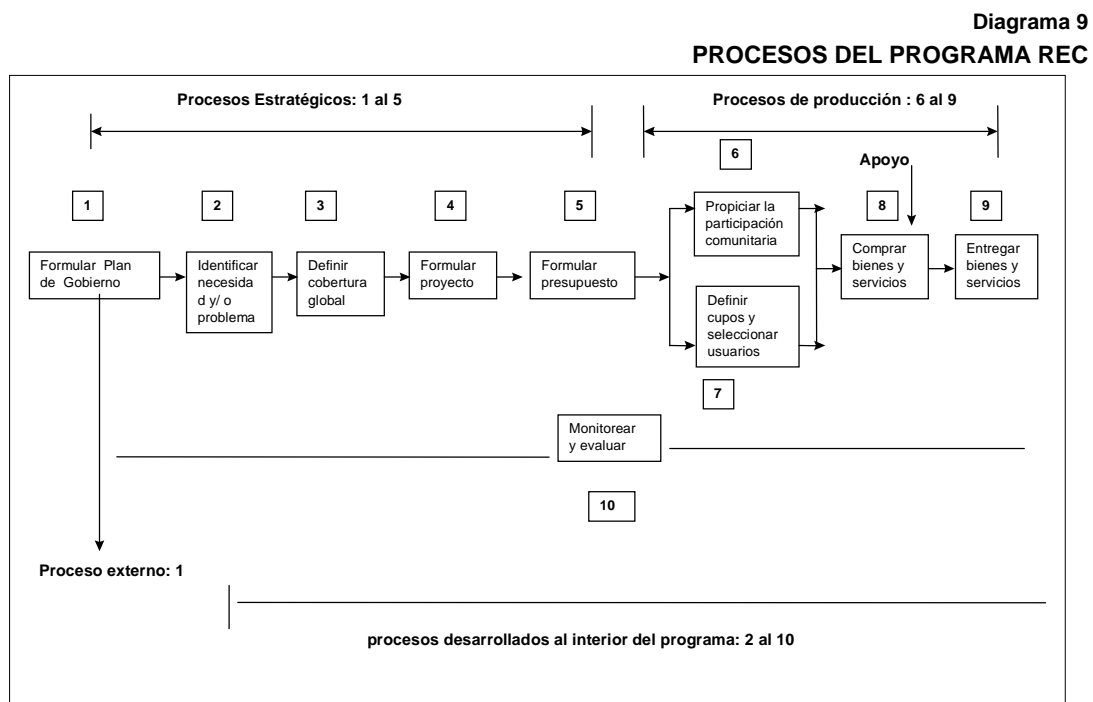 Diagrama 9
PROCESOS DEL PROGRAMA REC
Procesos Estratégicos: 1 al 5
Procesos de producción : 6 al 9
6
Apoyo
1
2
3
4
5
8
9
Propiciar la
participación
comunitaria
Formular Plan
de Gobierno
Identificar
necesida
d y/ o
problema
Definir
cobertura
global
Formular
proyecto
Formular
presupuesto
Comprar
bienes y
servicios
Entregar
bienes y
servicios
Definir
cupos y
seleccionar
usuarios
7
Monitorear
y evaluar
10
Proceso externo: 1
procesos desarrollados al interior del programa: 2 al 10